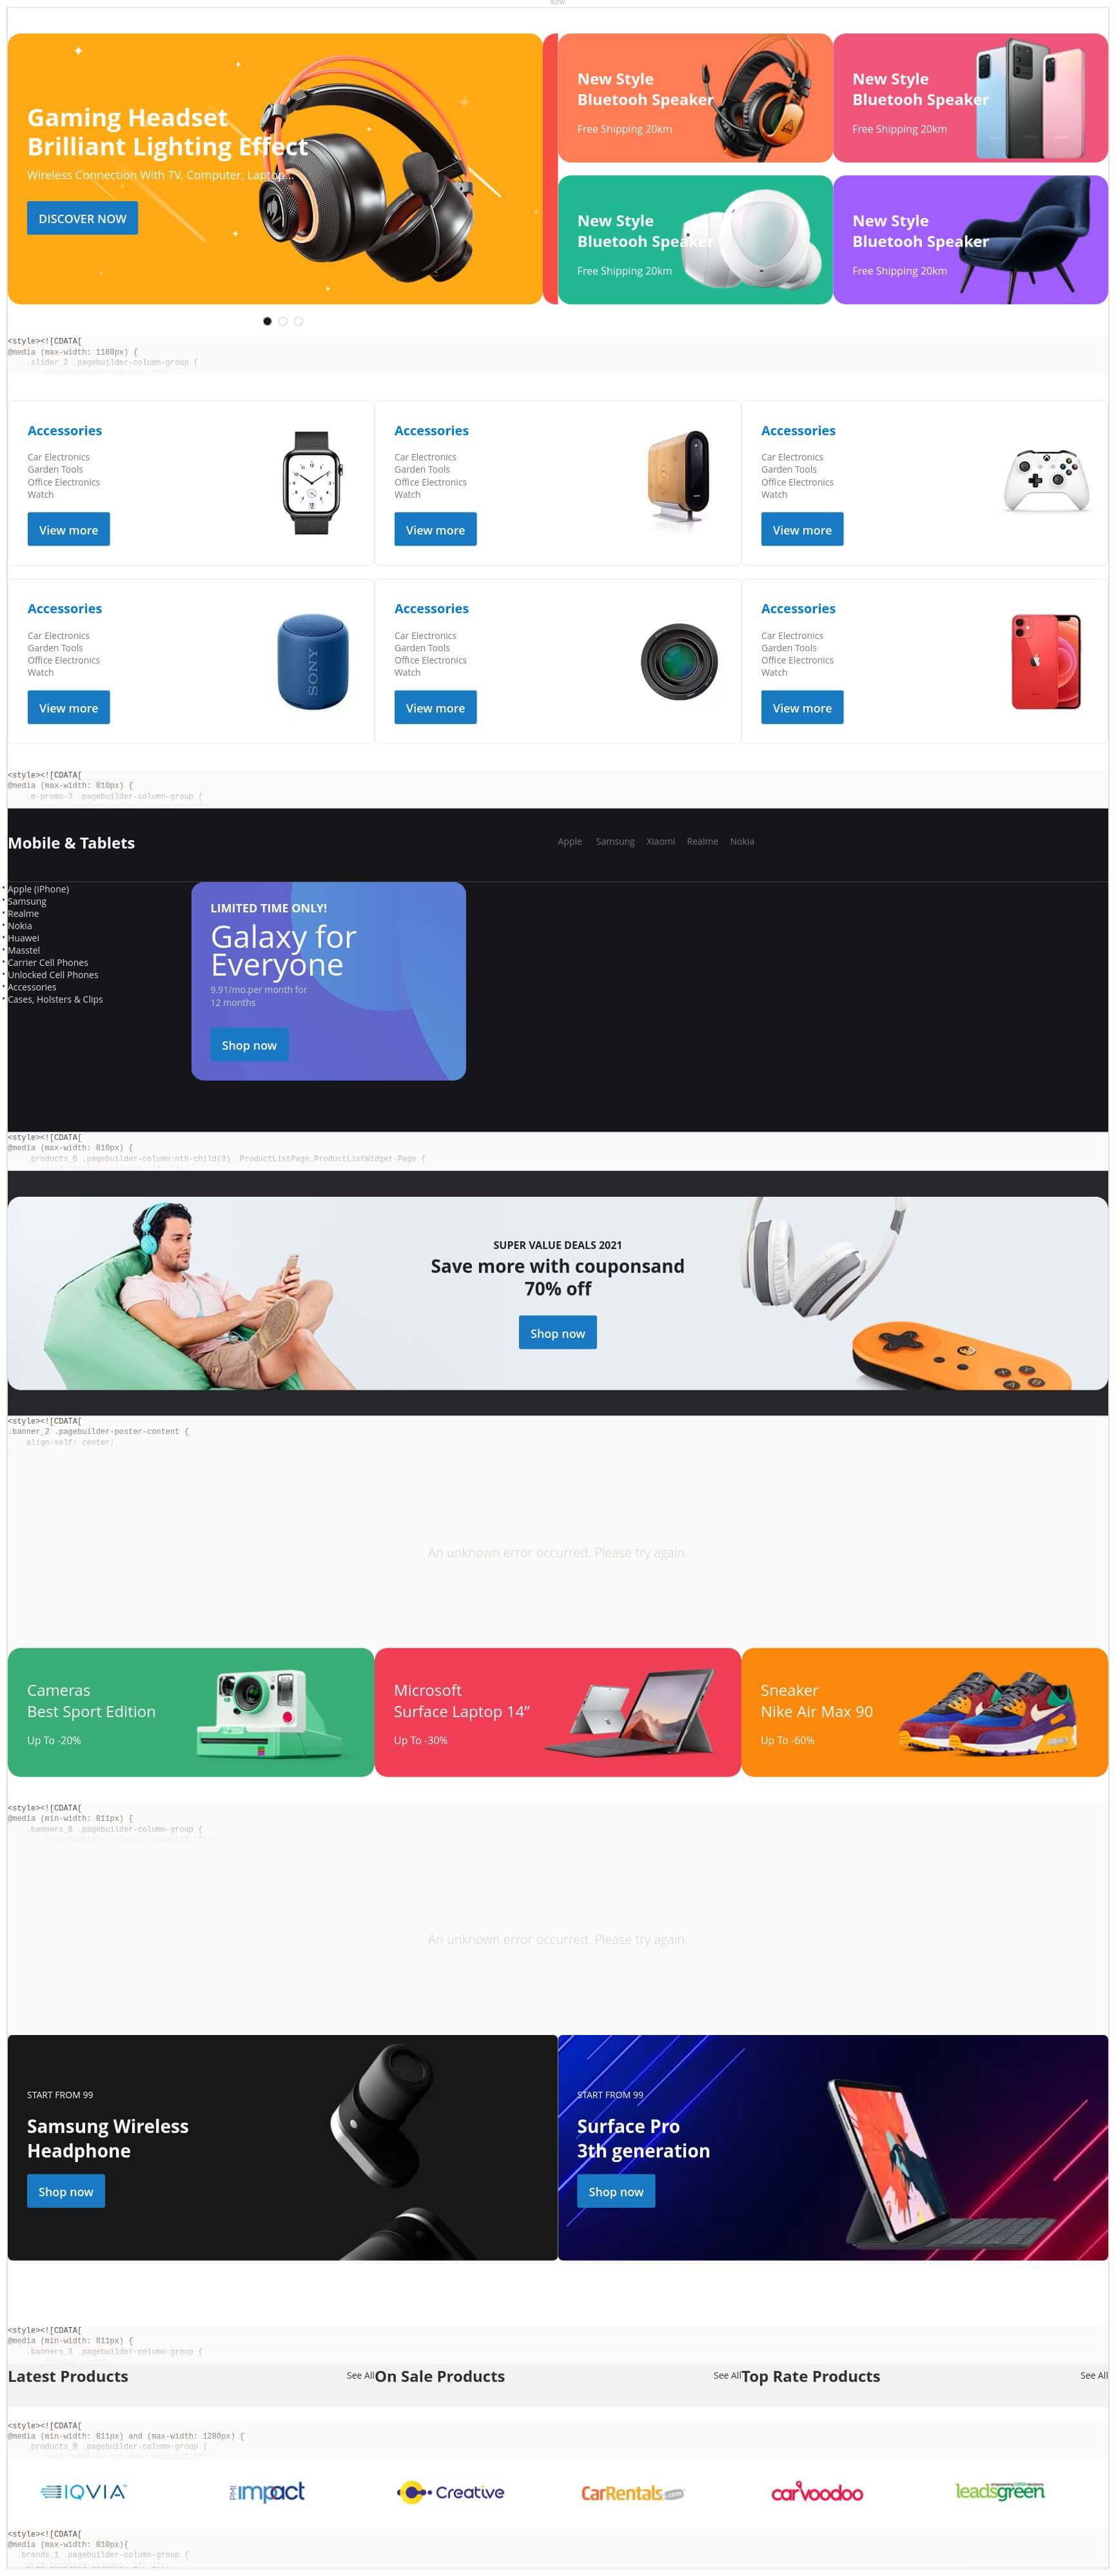 ROW
Gaming Headset
Brilliant Lighting Effect
Wireless Connection With TV, Computer, Laptop...
DISCOVER NOW
New Style
Bluetooh Speaker
Free Shipping 20km
New Style
Bluetooh Speaker
Free Shipping 20km
New Style
Bluetooh Speaker
Free Shipping 20km
New Style
Bluetooh Speaker
Free Shipping 20km
<style><![CDATA[
@media (max-width: 1180px) {
.slider_2 .pagebuilder-column-group {
Accessories
Car Electronics
Garden Tools
Office Electronics
Watch
View more
Accessories
Car Electronics
Garden Tools
Office Electronics
Watch
View more
Accessories
Car Electronics
Garden Tools
Office Electronics
Watch
View more
Accessories
Car Electronics
Garden Tools
Office Electronics
Watch
View more
SONY
Accessories
Car Electronics
Garden Tools
Office Electronics
Watch
View more
Accessories
Car Electronics
Garden Tools
Office Electronics
Watch
View more
<style><![CDATA[
@media (max-width: 810px) {
.m-promo-3 .pagebuilder-column-group {
Mobile & Tablets
Apple Samsung Xiaomi Realme Nokia
Apple (iPhone)
Samsung
Realme
Nokia
Huawei
Masstel
Carrier Cell Phones
Unlocked Cell Phones
Accessories
Cases, Holsters & Clips
LIMITED TIME ONLY!
Galaxy for
Everyone
9.91/mo.per month for
12 months
Shop now
<style><![CDATA[
@media (max-width: 810px) {
.products_6 .pagebuilder-column:nth-child(3) .ProductListPage.ProductListWidget-Page {
SUPER VALUE DEALS 2021
Save more with couponsand
70% off
Shop now
<style><![CDATA[
.banner_2 .pagebuilder-poster-content {
align-self: center;
An unknown error occurred. Please try again.
Cameras
Best Sport Edition
Up To -20%
Microsoft
Surface Laptop 14”
Up To -30%
Sneaker
Nike Air Max 90
Up To -60%
<style><![CDATA[
@media (min-width: 811px) {
.banners_8 .pagebuilder-column-group {
An unknown error occurred. Please try again.
START FROM 99
Samsung Wireless
Headphone
Shop now
START FROM 99
Surface Pro
3th generation
Shop now
<style><![CDATA[
@media (min-width: 811px) {
.banners_3 .pagebuilder-column-group {
Latest Products See All
On Sale Products See All
Top Rate Products See All
<style><![CDATA[
@media (min-width: 811px) and (max-width: 1280px) {
.products_9 .pagebuilder-column-group {
IQVIA
PMI impact
Creative
CarRentals.com
carvoodoo
leadsgreen
<style><![CDATA[
@media (max-width: 810px){
.brands_1 .pagebuilder-column-group {